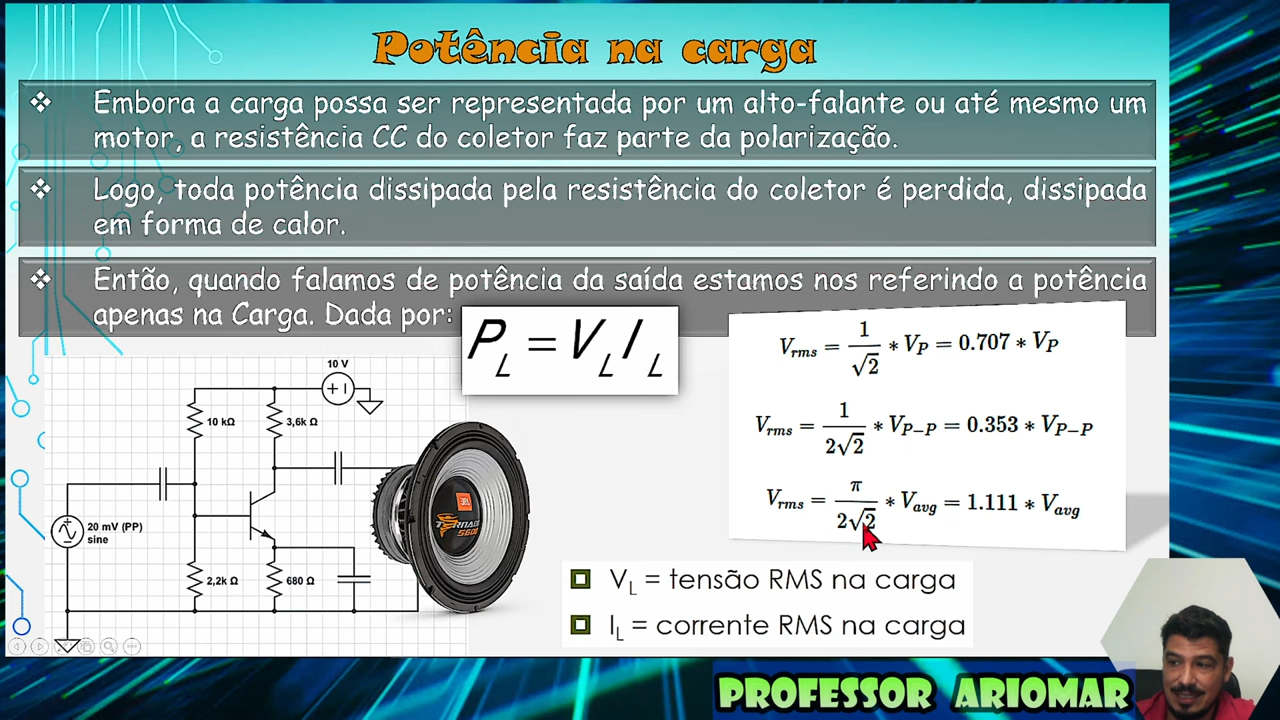 Potência na carga
Embora a carga possa ser representada por um alto-falante ou até mesmo um
motor, a resistência CC do coletor faz parte da polarização.
Logo, toda potência dissipada pela resistência do coletor é perdida, dissipada
em forma de calor.
Então, quando falamos de potência da saída estamos nos referindo a potência
apenas na Carga. Dada por:
P_L = V_L I_L
V_rms = 1/√2 * V_P = 0.707 * V_P
V_rms = 1/2√2 * V_P−P = 0.353 * V_P−P
V_rms = π/2√2 * V_avg = 1.111 * V_avg
10 V
10 kΩ
3,6k Ω
20 mV (PP)
sine
2,2k Ω
680 Ω
JBL
TORNADO
5600
V_L = tensão RMS na carga
I_L = corrente RMS na carga
PROFESSOR ARIOMAR